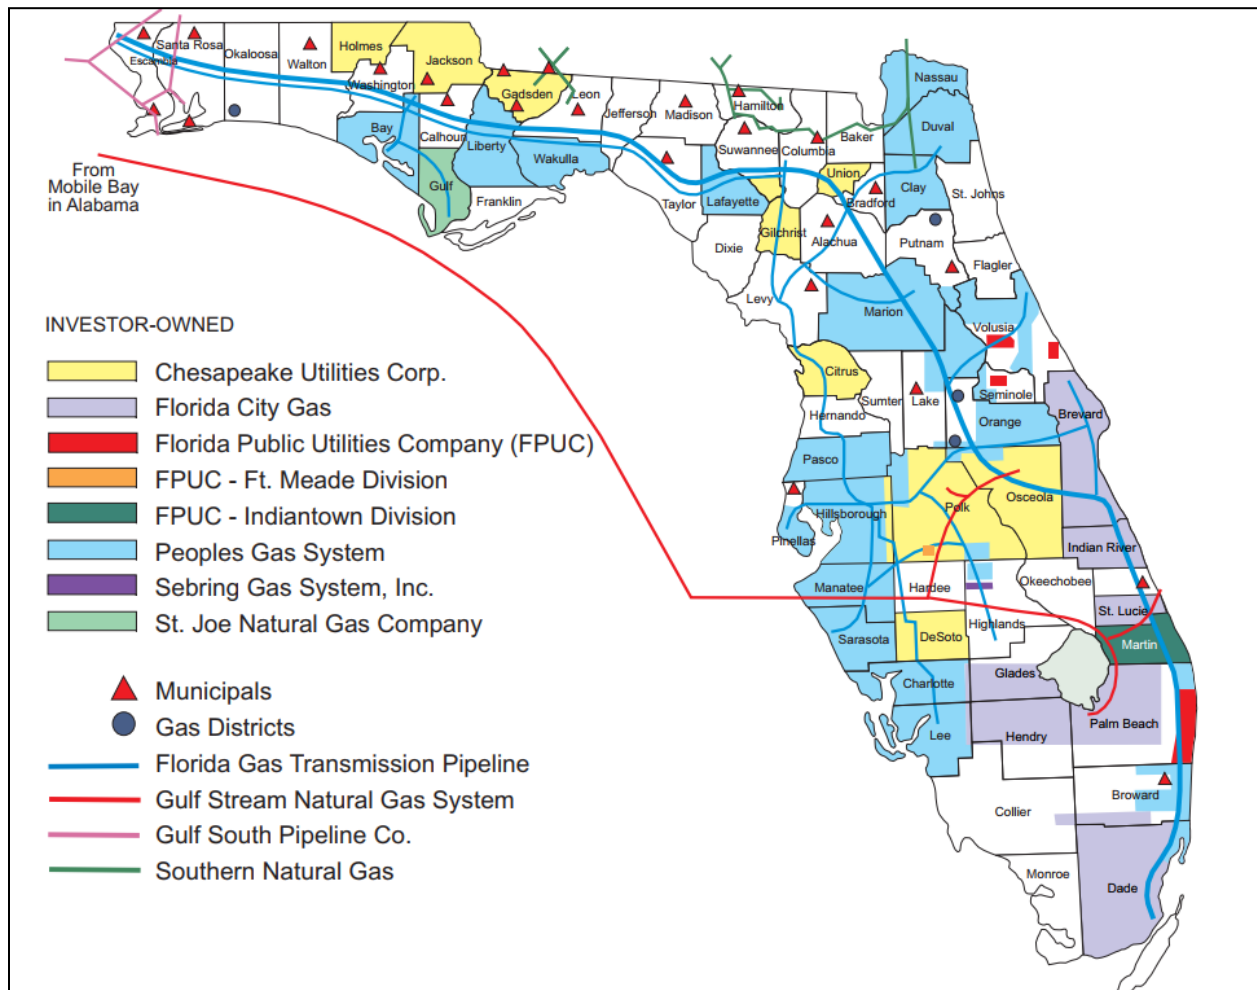 Santa Rosa
Escambia
Okaloosa
Walton
Holmes
Jackson
Washington
Gadsden
Leon
Jefferson
Madison
Hamilton
Nassau
Bay
Calhoun
Liberty
Wakulla
Suwannee
Columbia
Baker
Duval
From
Mobile Bay
in Alabama
Gulf
Franklin
Taylor
Lafayette
Union
Bradford
Clay
St. Johns
Dixie
Gilchrist
Alachua
Putnam
Flagler
Levy
Marion
Volusia
INVESTOR-OWNED
Chesapeake Utilities Corp.
Florida City Gas
Florida Public Utilities Company (FPUC)
FPUC - Ft. Meade Division
FPUC - Indiantown Division
Peoples Gas System
Sebring Gas System, Inc.
St. Joe Natural Gas Company
Municipals
Gas Districts
Florida Gas Transmission Pipeline
Gulf Stream Natural Gas System
Gulf South Pipeline Co.
Southern Natural Gas
Citrus
Sumter
Lake
Seminole
Hernando
Orange
Brevard
Pasco
Hillsborough
Polk
Osceola
Pinellas
Indian River
Manatee
Hardee
Okeechobee
St. Lucie
Sarasota
DeSoto
Highlands
Martin
Charlotte
Glades
Lee
Hendry
Palm Beach
Collier
Broward
Monroe
Dade